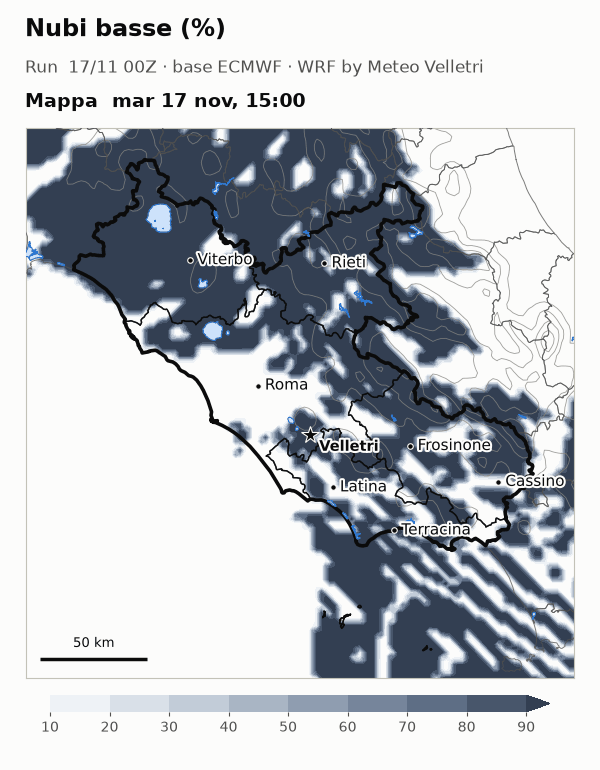 Nubi basse (%)
Run  17/11 00Z · base ECMWF · WRF by Meteo Velletri
Mappa  mar 17 nov, 15:00
Viterbo
Rieti
Roma
Velletri
Frosinone
Cassino
Latina
Terracina
50 km
10 20 30 40 50 60 70 80 90